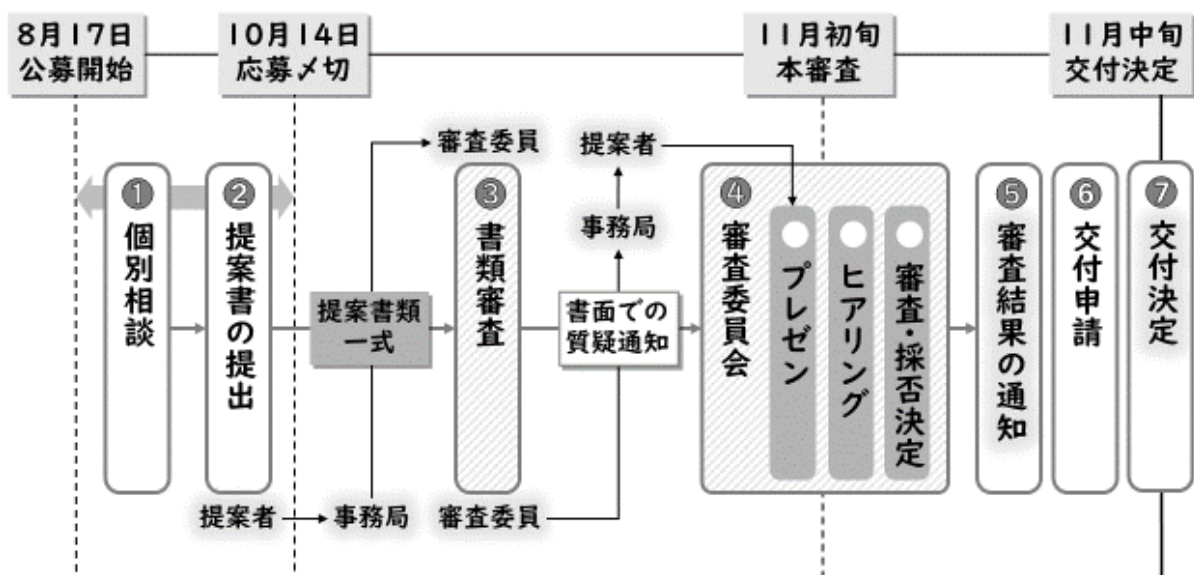 8月17日
公募開始
10月14日
応募〆切
11月初旬
本審査
11月中旬
交付決定
審査委員
提案者
事務局
❶
個別相談
❷
提案書の提出
提案書類
一式
❸
書類審査
書面での
質疑通知
❹
審査委員会
プレゼン
ヒアリング
審査・採否決定
❺
審査結果の通知
❻
交付申請
❼
交付決定
提案者
事務局
審査委員